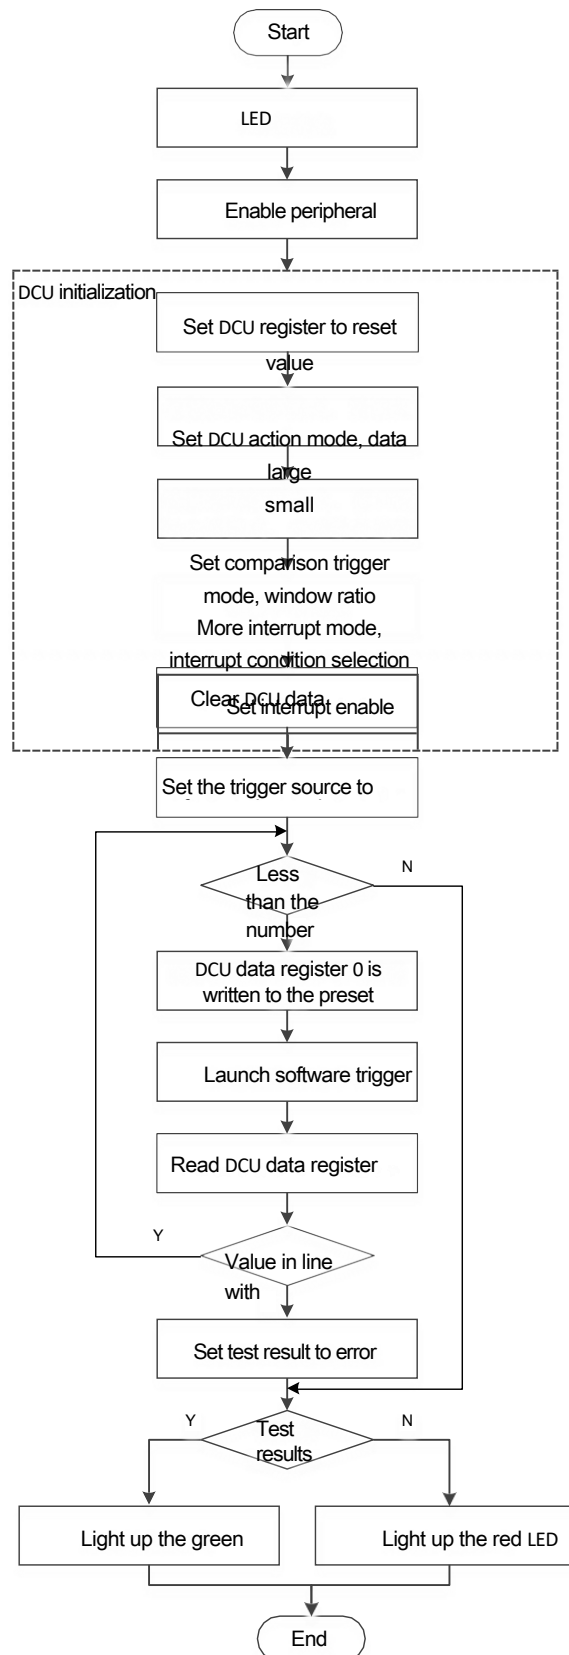 Start
LED
Enable peripheral
DCU initialization
Set DCU register to reset
value
Set DCU action mode, data
large
small
Set comparison trigger
mode, window ratio
More interrupt mode,
interrupt condition selection
Clear DCU data
Set interrupt enable
Set the trigger source to
Less
than the
number
N
DCU data register 0 is
written to the preset
Launch software trigger
Read DCU data register
Y
Value in line
with
Set test result to error
Y
Test
results
N
Light up the green
Light up the red LED
End